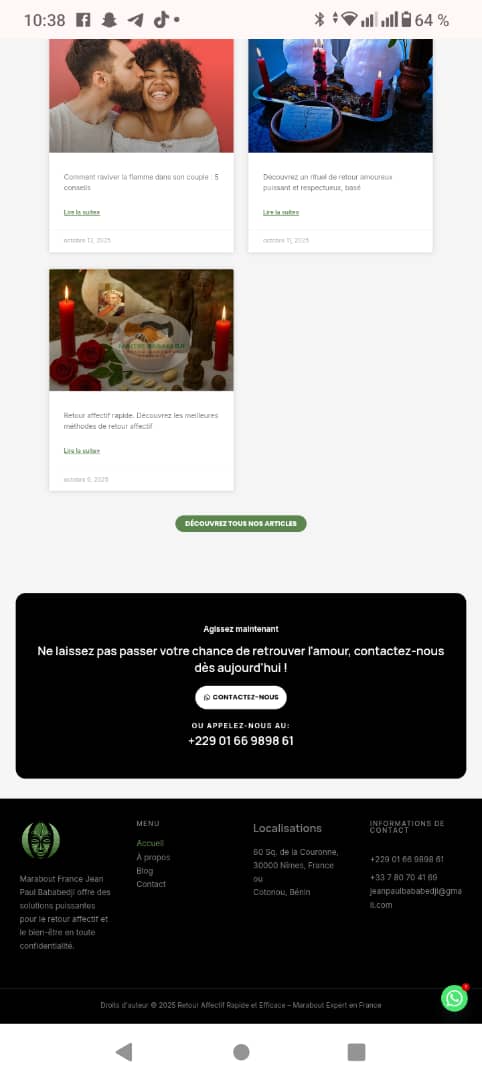 10:38
64 %
Comment raviver la flamme dans son couple : 5
conseils
Lire la suite»
octobre 12, 2025
Découvrez un rituel de retour amoureux
puissant et respectueux, basé
Lire la suite»
octobre 11, 2025
Retour affectif rapide. Découvrez les meilleures
méthodes de retour affectif
Lire la suite»
DÉCOUVREZ TOUS NOS ARTICLES
Agissez maintenant
Ne laissez pas passer votre chance de retrouver l'amour, contactez-nous
dès aujourd'hui !
CONTACTEZ-NOUS
OU APPELEZ-NOUS AU:
+229 01 66 9898 61
Marabout France Jean
Paul Bababedji offre des
solutions puissantes
pour le retour affectif et
le bien-être en toute
confidentialité.
MENU
Accueil
À propos
Blog
Contact
Localisations
60 Sq. de la Couronne,
30000 Nîmes, France
ou
Cotonou, Bénin
INFORMATIONS DE
CONTACT
+229 01 66 9898 61
+33 7 80 70 41 69
jeanpaulbababedji@gma
il.com
Droits d'auteur © 2025 Retour Affectif Rapide et Efficace – Marabout Expert en France